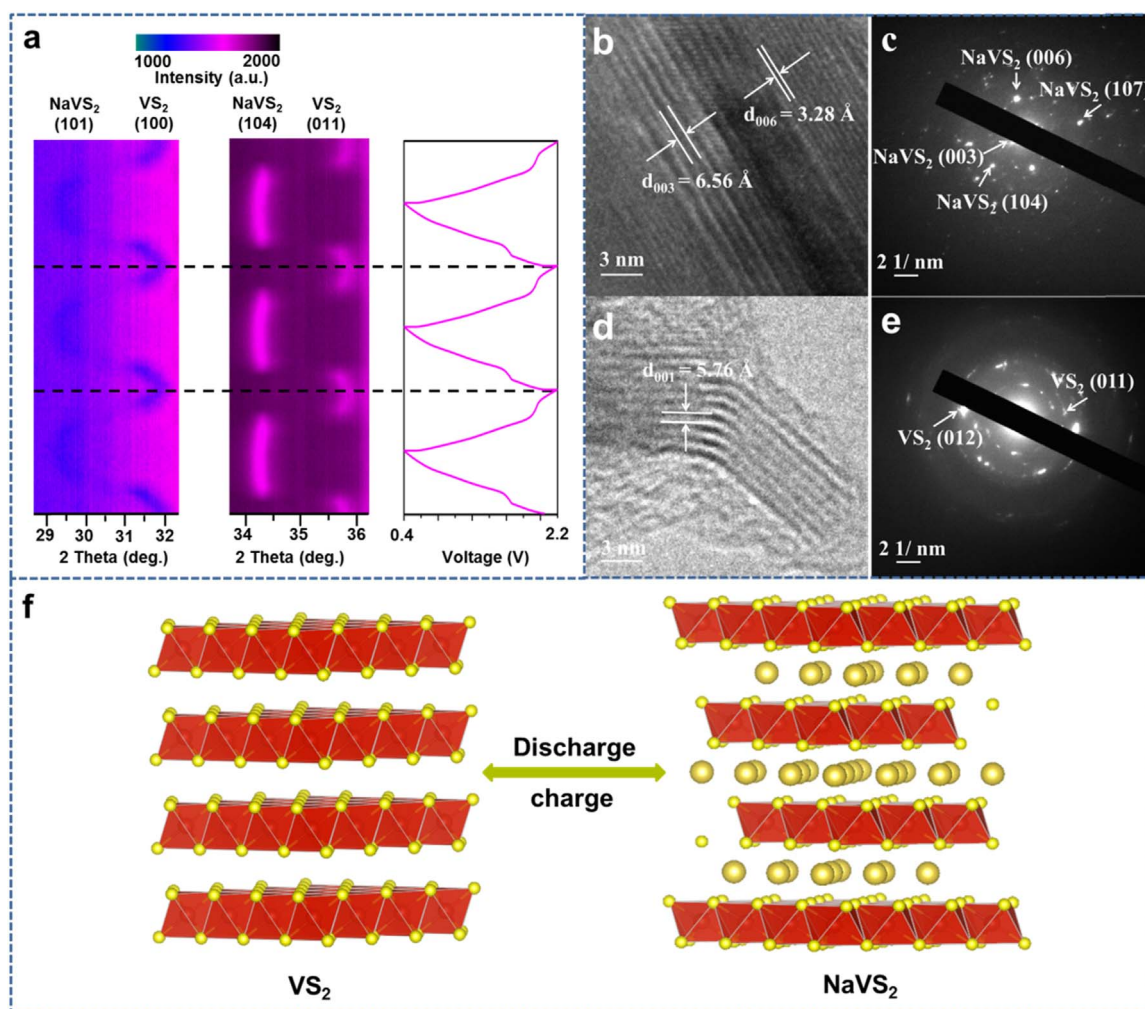 a
1000 2000
Intensity (a.u.)
NaVS₂ VS₂ NaVS₂ VS₂
(101) (100) (104) (011)
29 30 31 32 34 35 36 0.4 2.2
2 Theta (deg.) 2 Theta (deg.) Voltage (V)
b
d₀₀₆ = 3.28 Å
d₀₀₃ = 6.56 Å
3 nm
c
NaVS₂ (006)
NaVS₂ (107)
NaVS₂ (003)
NaVS₂ (104)
2 1/ nm
d
d₀₀₁ = 5.76 Å
3 nm
e
VS₂ (011)
VS₂ (012)
2 1/ nm
f
Discharge
charge
VS₂ NaVS₂